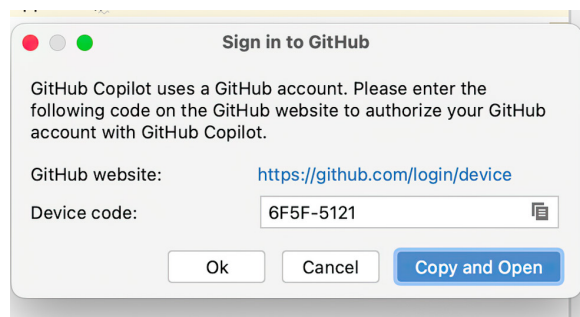 Sign in to GitHub
GitHub Copilot uses a GitHub account. Please enter the
following code on the GitHub website to authorize your GitHub
account with GitHub Copilot.
GitHub website: https://github.com/login/device
Device code: 6F5F-5121
Ok Cancel Copy and Open